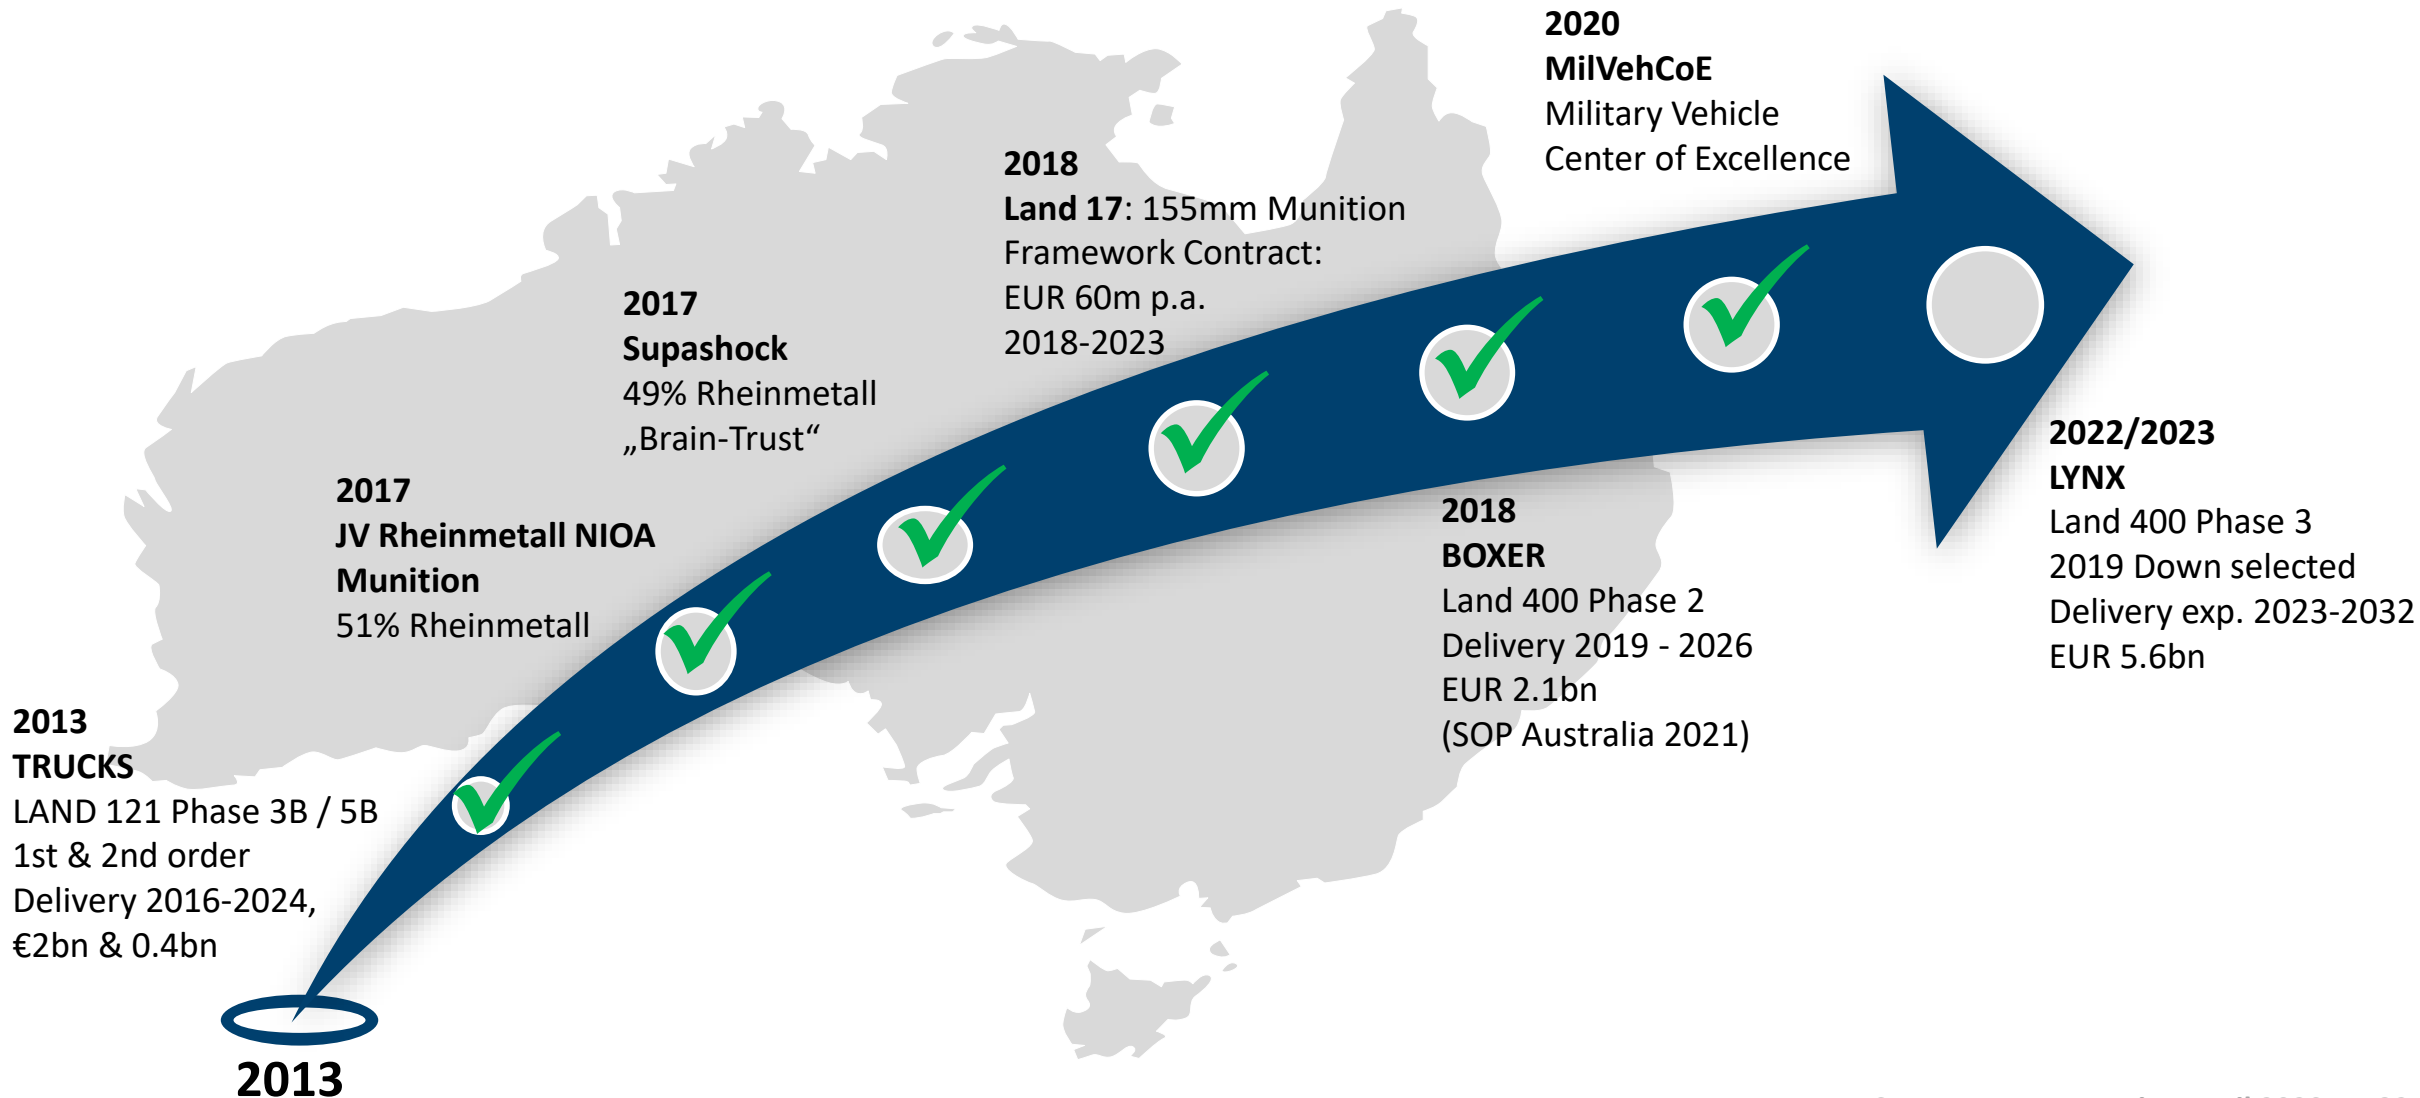 2020
MilVehCoE
Military Vehicle
Center of Excellence
2018
Land 17: 155mm Munition
Framework Contract:
EUR 60m p.a.
2018-2023
2017
Supashock
49% Rheinmetall
„Brain-Trust“
2017
JV Rheinmetall NIOA
Munition
51% Rheinmetall
2013
TRUCKS
LAND 121 Phase 3B / 5B
1st & 2nd order
Delivery 2016-2024,
€2bn & 0.4bn
2018
BOXER
Land 400 Phase 2
Delivery 2019 - 2026
EUR 2.1bn
(SOP Australia 2021)
2022/2023
LYNX
Land 400 Phase 3
2019 Down selected
Delivery exp. 2023-2032
EUR 5.6bn
2013